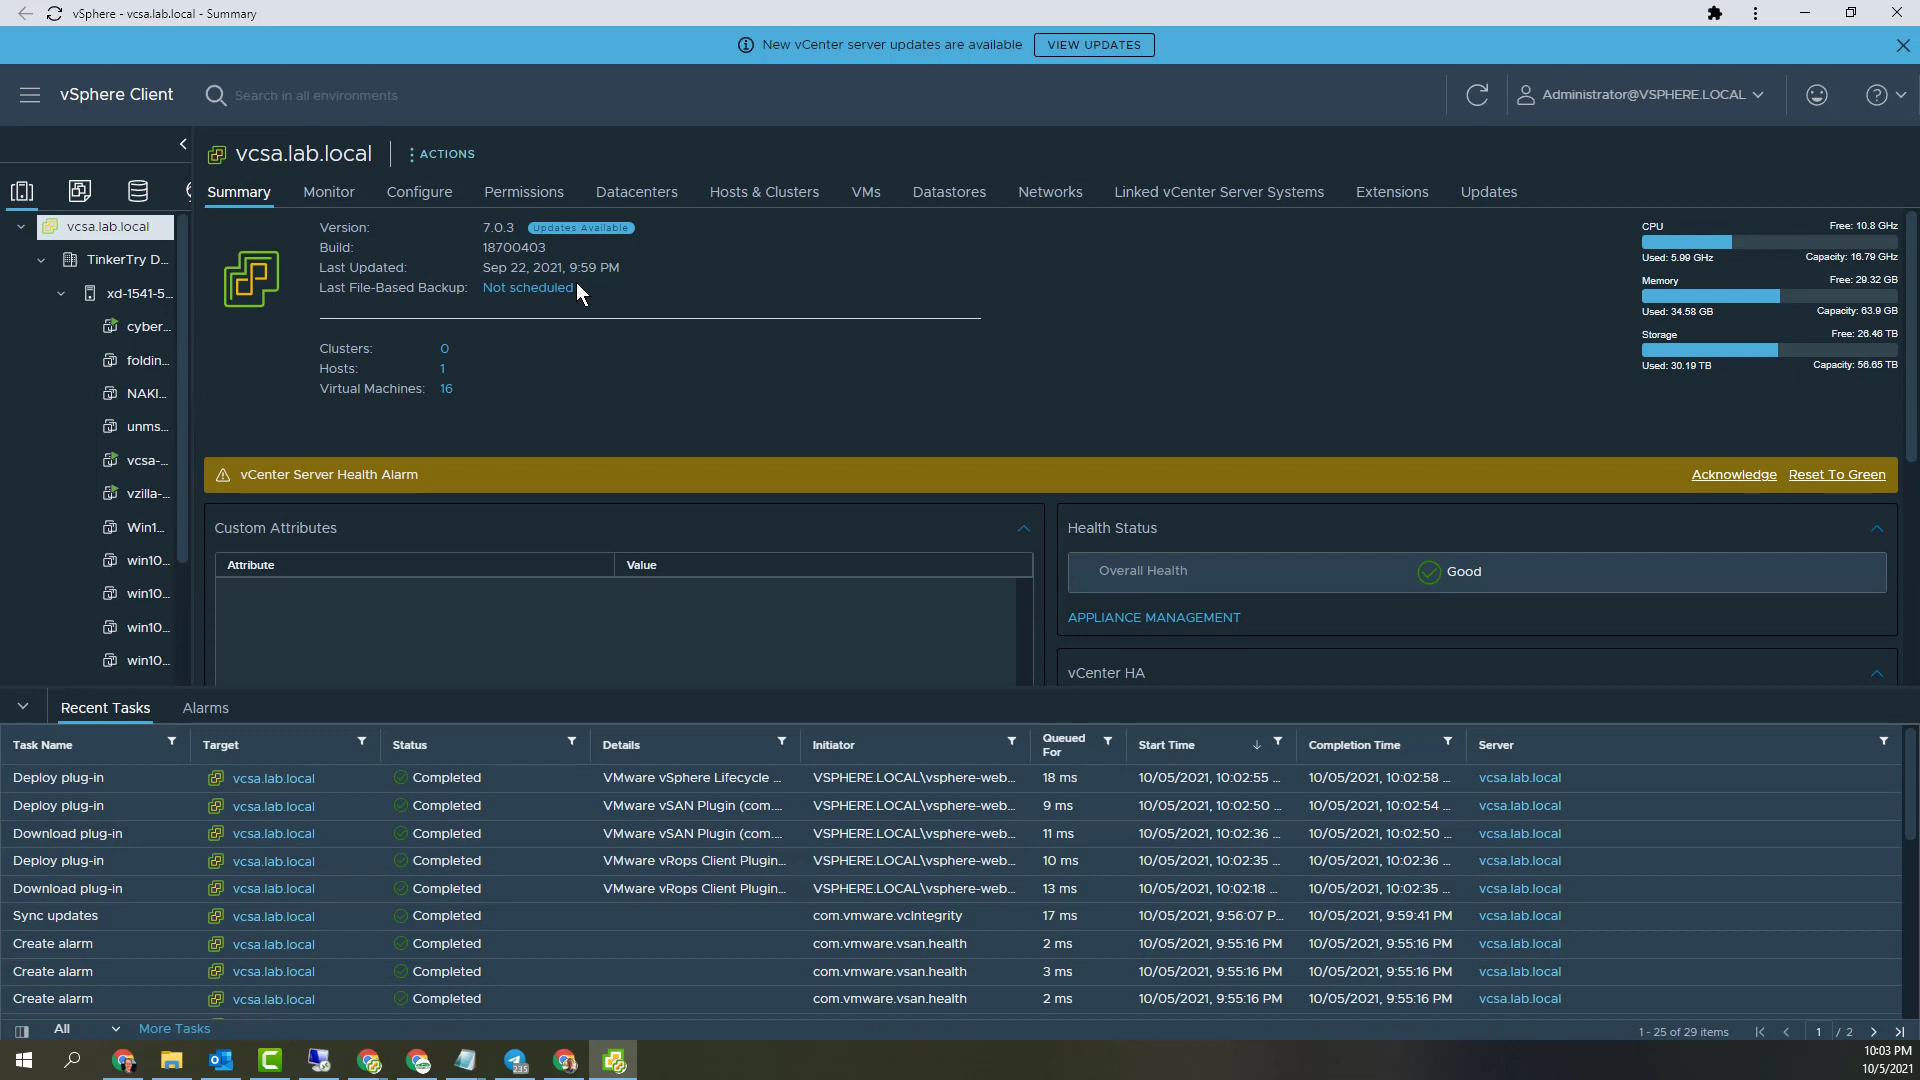 vSphere - vcsa.lab.local - Summary
New vCenter server updates are available VIEW UPDATES
vSphere Client Search in all environments Administrator@VSPHERE.LOCAL
vcsa.lab.local ACTIONS
Summary Monitor Configure Permissions Datacenters Hosts & Clusters VMs Datastores Networks Linked vCenter Server Systems Extensions Updates
vcsa.lab.local
TinkerTry D...
xd-1541-5...
cyber...
foldin...
NAKI...
unms...
vcsa-...
vzilla-...
Win1...
win10...
win10...
win10...
win10...
Version: 7.0.3 Updates Available
Build: 18700403
Last Updated: Sep 22, 2021, 9:59 PM
Last File-Based Backup: Not scheduled
Clusters: 0
Hosts: 1
Virtual Machines: 16
CPU Free: 10.8 GHz
Used: 5.99 GHz Capacity: 16.79 GHz
Memory Free: 29.32 GB
Used: 34.58 GB Capacity: 63.9 GB
Storage Free: 26.46 TB
Used: 30.19 TB Capacity: 56.65 TB
vCenter Server Health Alarm Acknowledge Reset To Green
Custom Attributes
Attribute Value
Health Status
Overall Health Good
APPLIANCE MANAGEMENT
vCenter HA
Recent Tasks Alarms
Task Name Target Status Details Initiator Queued For Start Time Completion Time Server
Deploy plug-in vcsa.lab.local Completed VMware vSphere Lifecycle ... VSPHERE.LOCAL\vsphere-web... 18 ms 10/05/2021, 10:02:55 ... 10/05/2021, 10:02:58 ... vcsa.lab.local
Deploy plug-in vcsa.lab.local Completed VMware vSAN Plugin (com.... VSPHERE.LOCAL\vsphere-web... 9 ms 10/05/2021, 10:02:50 ... 10/05/2021, 10:02:54 ... vcsa.lab.local
Download plug-in vcsa.lab.local Completed VMware vSAN Plugin (com.... VSPHERE.LOCAL\vsphere-web... 11 ms 10/05/2021, 10:02:36 ... 10/05/2021, 10:02:50 ... vcsa.lab.local
Deploy plug-in vcsa.lab.local Completed VMware vRops Client Plugin... VSPHERE.LOCAL\vsphere-web... 10 ms 10/05/2021, 10:02:35 ... 10/05/2021, 10:02:36 ... vcsa.lab.local
Download plug-in vcsa.lab.local Completed VMware vRops Client Plugin... VSPHERE.LOCAL\vsphere-web... 13 ms 10/05/2021, 10:02:18 ... 10/05/2021, 10:02:35 ... vcsa.lab.local
Sync updates vcsa.lab.local Completed com.vmware.vcIntegrity 17 ms 10/05/2021, 9:56:07 P... 10/05/2021, 9:59:41 PM vcsa.lab.local
Create alarm vcsa.lab.local Completed com.vmware.vsan.health 2 ms 10/05/2021, 9:55:16 PM 10/05/2021, 9:55:16 PM vcsa.lab.local
Create alarm vcsa.lab.local Completed com.vmware.vsan.health 3 ms 10/05/2021, 9:55:16 PM 10/05/2021, 9:55:16 PM vcsa.lab.local
Create alarm vcsa.lab.local Completed com.vmware.vsan.health 2 ms 10/05/2021, 9:55:16 PM 10/05/2021, 9:55:16 PM vcsa.lab.local
All More Tasks 1 - 25 of 29 items 1 / 2
235
10:03 PM
10/5/2021